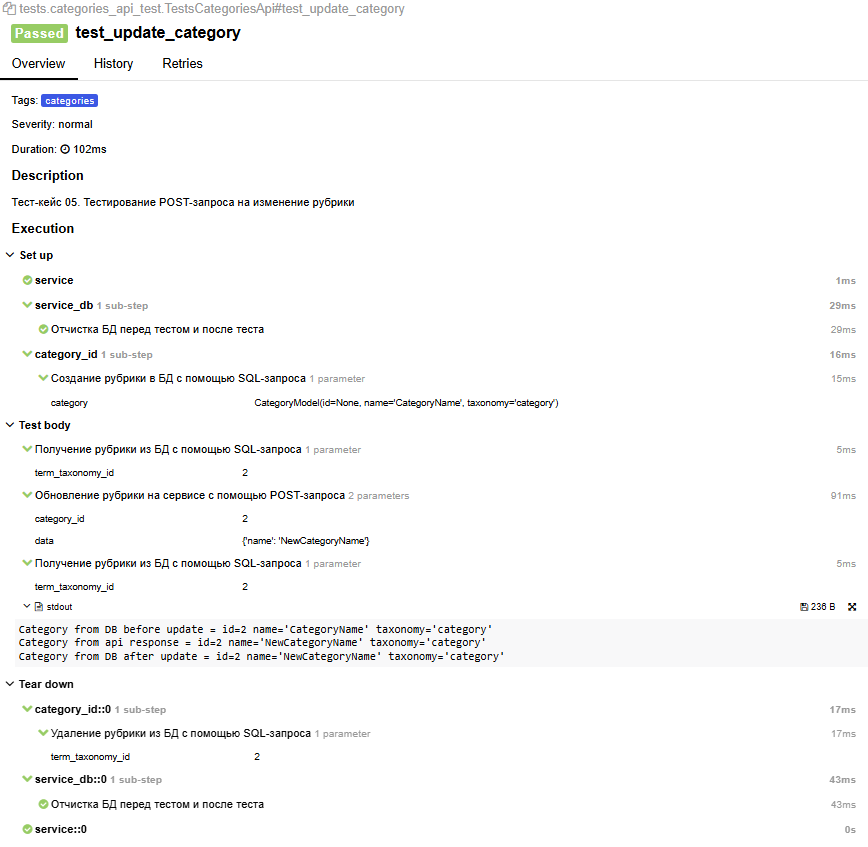 tests.categories_api_test.TestsCategoriesApi#test_update_category
Passed test_update_category
Overview History Retries
Tags: categories
Severity: normal
Duration: 102ms
Description
Тест-кейс 05. Тестирование POST-запроса на изменение рубрики
Execution
Set up
service 1ms
service_db 1 sub-step 29ms
Отчистка БД перед тестом и после теста 29ms
category_id 1 sub-step 16ms
Создание рубрики в БД с помощью SQL-запроса 1 parameter 15ms
category CategoryModel(id=None, name='CategoryName', taxonomy='category')
Test body
Получение рубрики из БД с помощью SQL-запроса 1 parameter 5ms
term_taxonomy_id 2
Обновление рубрики на сервисе с помощью POST-запроса 2 parameters 91ms
category_id 2
data {'name': 'NewCategoryName'}
Получение рубрики из БД с помощью SQL-запроса 1 parameter 5ms
term_taxonomy_id 2
stdout 236 B
Category from DB before update = id=2 name='CategoryName' taxonomy='category'
Category from api response = id=2 name='NewCategoryName' taxonomy='category'
Category from DB after update = id=2 name='NewCategoryName' taxonomy='category'
Tear down
category_id::0 1 sub-step 17ms
Удаление рубрики из БД с помощью SQL-запроса 1 parameter 17ms
term_taxonomy_id 2
service_db::0 1 sub-step 43ms
Отчистка БД перед тестом и после теста 43ms
service::0 0s